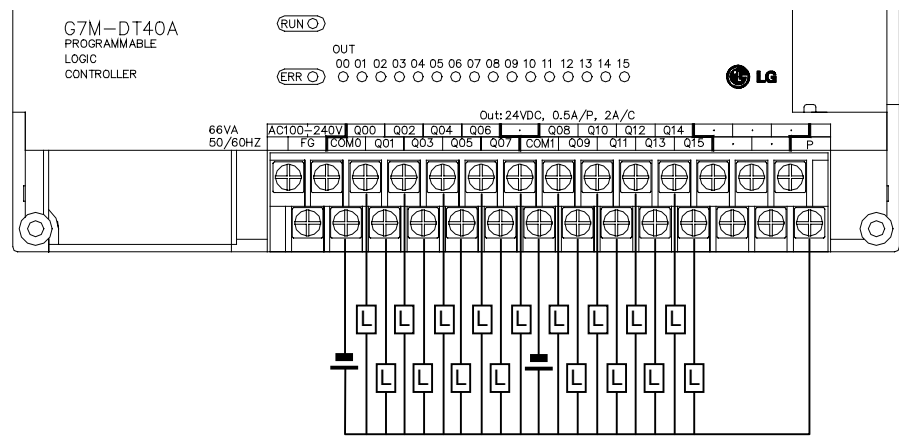 G7M-DT40A
PROGRAMMABLE
LOGIC
CONTROLLER
RUN
ERR
OUT
00 01 02 03 04 05 06 07 08 09 10 11 12 13 14 15
LG
Out:24VDC, 0.5A/P, 2A/C
66VA
50/60HZ
AC100-240V Q00 Q02 Q04 Q06 · Q08 Q10 Q12 Q14 · · ·
FG COM0 Q01 Q03 Q05 Q07 COM1 Q09 Q11 Q13 Q15 · · P
L L L L L L L L L
L L L L L L L L